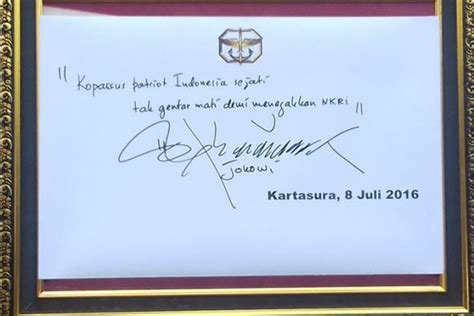 " Kopassus patriot Indonesia sejati
tak gentar mati demi menegakkan NKRI "
Jokowi
Kartasura, 8 Juli 2016